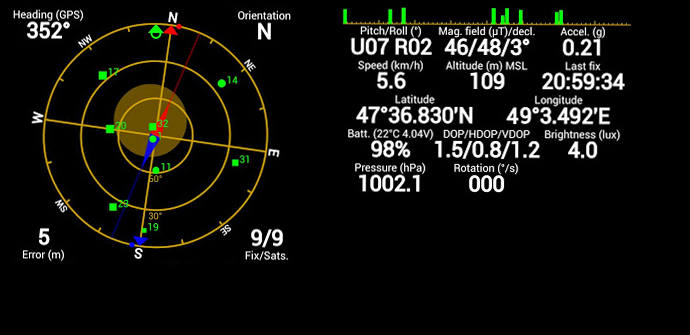 Heading (GPS)
352°
Orientation
N
N
NW
NE
W
E
SW
SE
S
17
14
20
32
11
31
23
19
60°
30°
5
Error (m)
9/9
Fix/Sats.
Pitch/Roll (°) Mag. field (μT)/decl. Accel. (g)
U07 R02 46/48/3° 0.21
Speed (km/h) Altitude (m) MSL Last fix
5.6 109 20:59:34
Latitude Longitude
47°36.830’N 49°3.492’E
Batt. (22°C 4.04V) DOP/HDOP/VDOP Brightness (lux)
98% 1.5/0.8/1.2 4.0
Pressure (hPa) Rotation (°/s)
1002.1 000